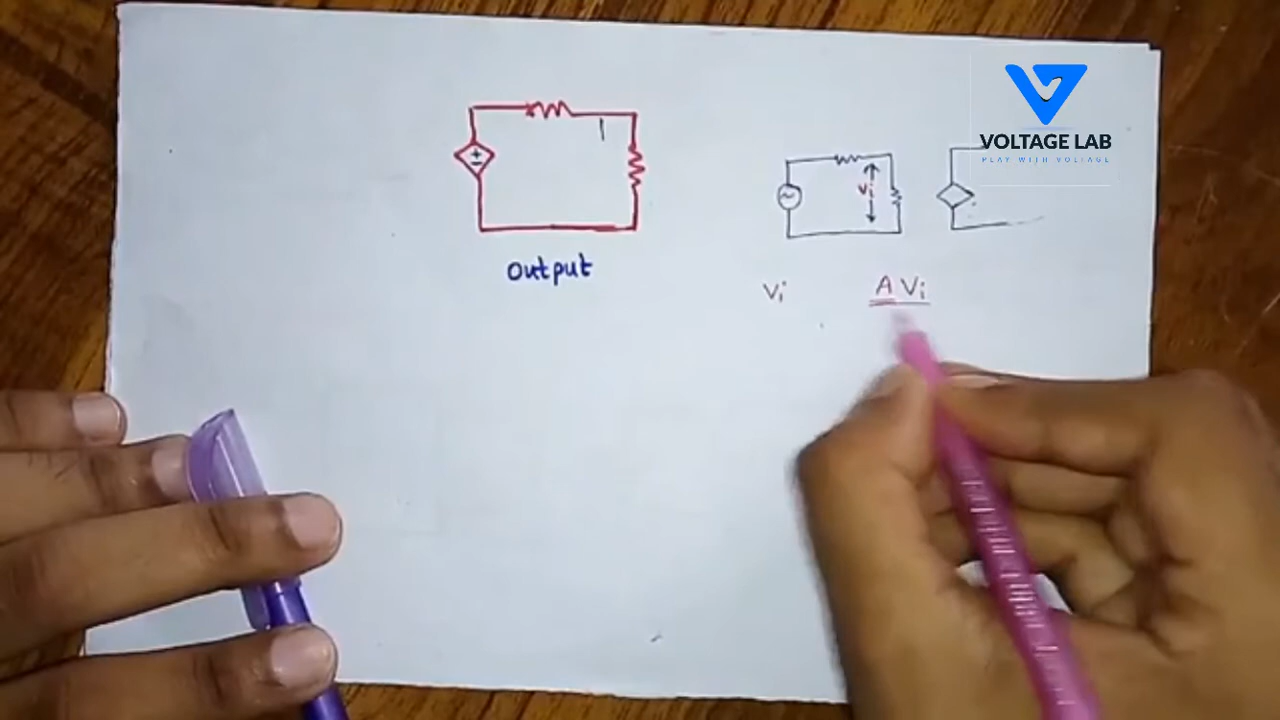 VOLTAGE LAB
PLAY WITH VOLTAGE
Vi
output
Vi
A Vi